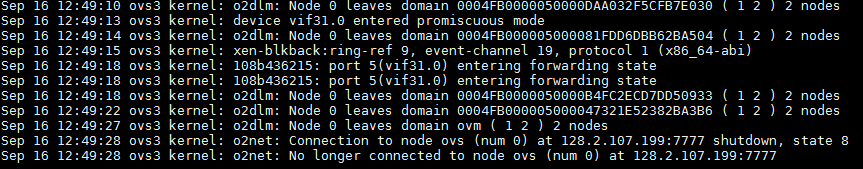 Sep 16 12:49:10 ovs3 kernel: o2dlm: Node 0 leaves domain 0004FB0000050000DAA032F5CFB7E030 ( 1 2 ) 2 nodes
Sep 16 12:49:13 ovs3 kernel: device vif31.0 entered promiscuous mode
Sep 16 12:49:14 ovs3 kernel: o2dlm: Node 0 leaves domain 0004FB000005000081FDD6DBB62BA504 ( 1 2 ) 2 nodes
Sep 16 12:49:15 ovs3 kernel: xen-blkback:ring-ref 9, event-channel 19, protocol 1 (x86_64-abi)
Sep 16 12:49:18 ovs3 kernel: 108b436215: port 5(vif31.0) entering forwarding state
Sep 16 12:49:18 ovs3 kernel: 108b436215: port 5(vif31.0) entering forwarding state
Sep 16 12:49:18 ovs3 kernel: o2dlm: Node 0 leaves domain 0004FB0000050000B4FC2ECD7DD50933 ( 1 2 ) 2 nodes
Sep 16 12:49:22 ovs3 kernel: o2dlm: Node 0 leaves domain 0004FB000005000047321E52382BA3B6 ( 1 2 ) 2 nodes
Sep 16 12:49:27 ovs3 kernel: o2dlm: Node 0 leaves domain ovm ( 1 2 ) 2 nodes
Sep 16 12:49:28 ovs3 kernel: o2net: Connection to node ovs (num 0) at 128.2.107.199:7777 shutdown, state 8
Sep 16 12:49:28 ovs3 kernel: o2net: No longer connected to node ovs (num 0) at 128.2.107.199:7777